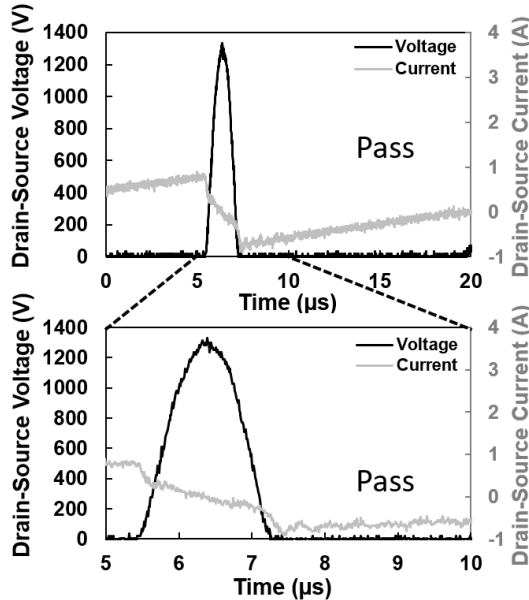 Drain-Source Voltage (V)
1400
1200
1000
800
600
400
200
0
Voltage
Current
Pass
4
3
2
1
0
-1
Drain-Source Current (A)
0 5 10 15 20
Time (µs)
Drain-Source Voltage (V)
1400
1200
1000
800
600
400
200
0
Voltage
Current
Pass
4
3
2
1
0
-1
Drain-Source Current (A)
5 6 7 8 9 10
Time (µs)